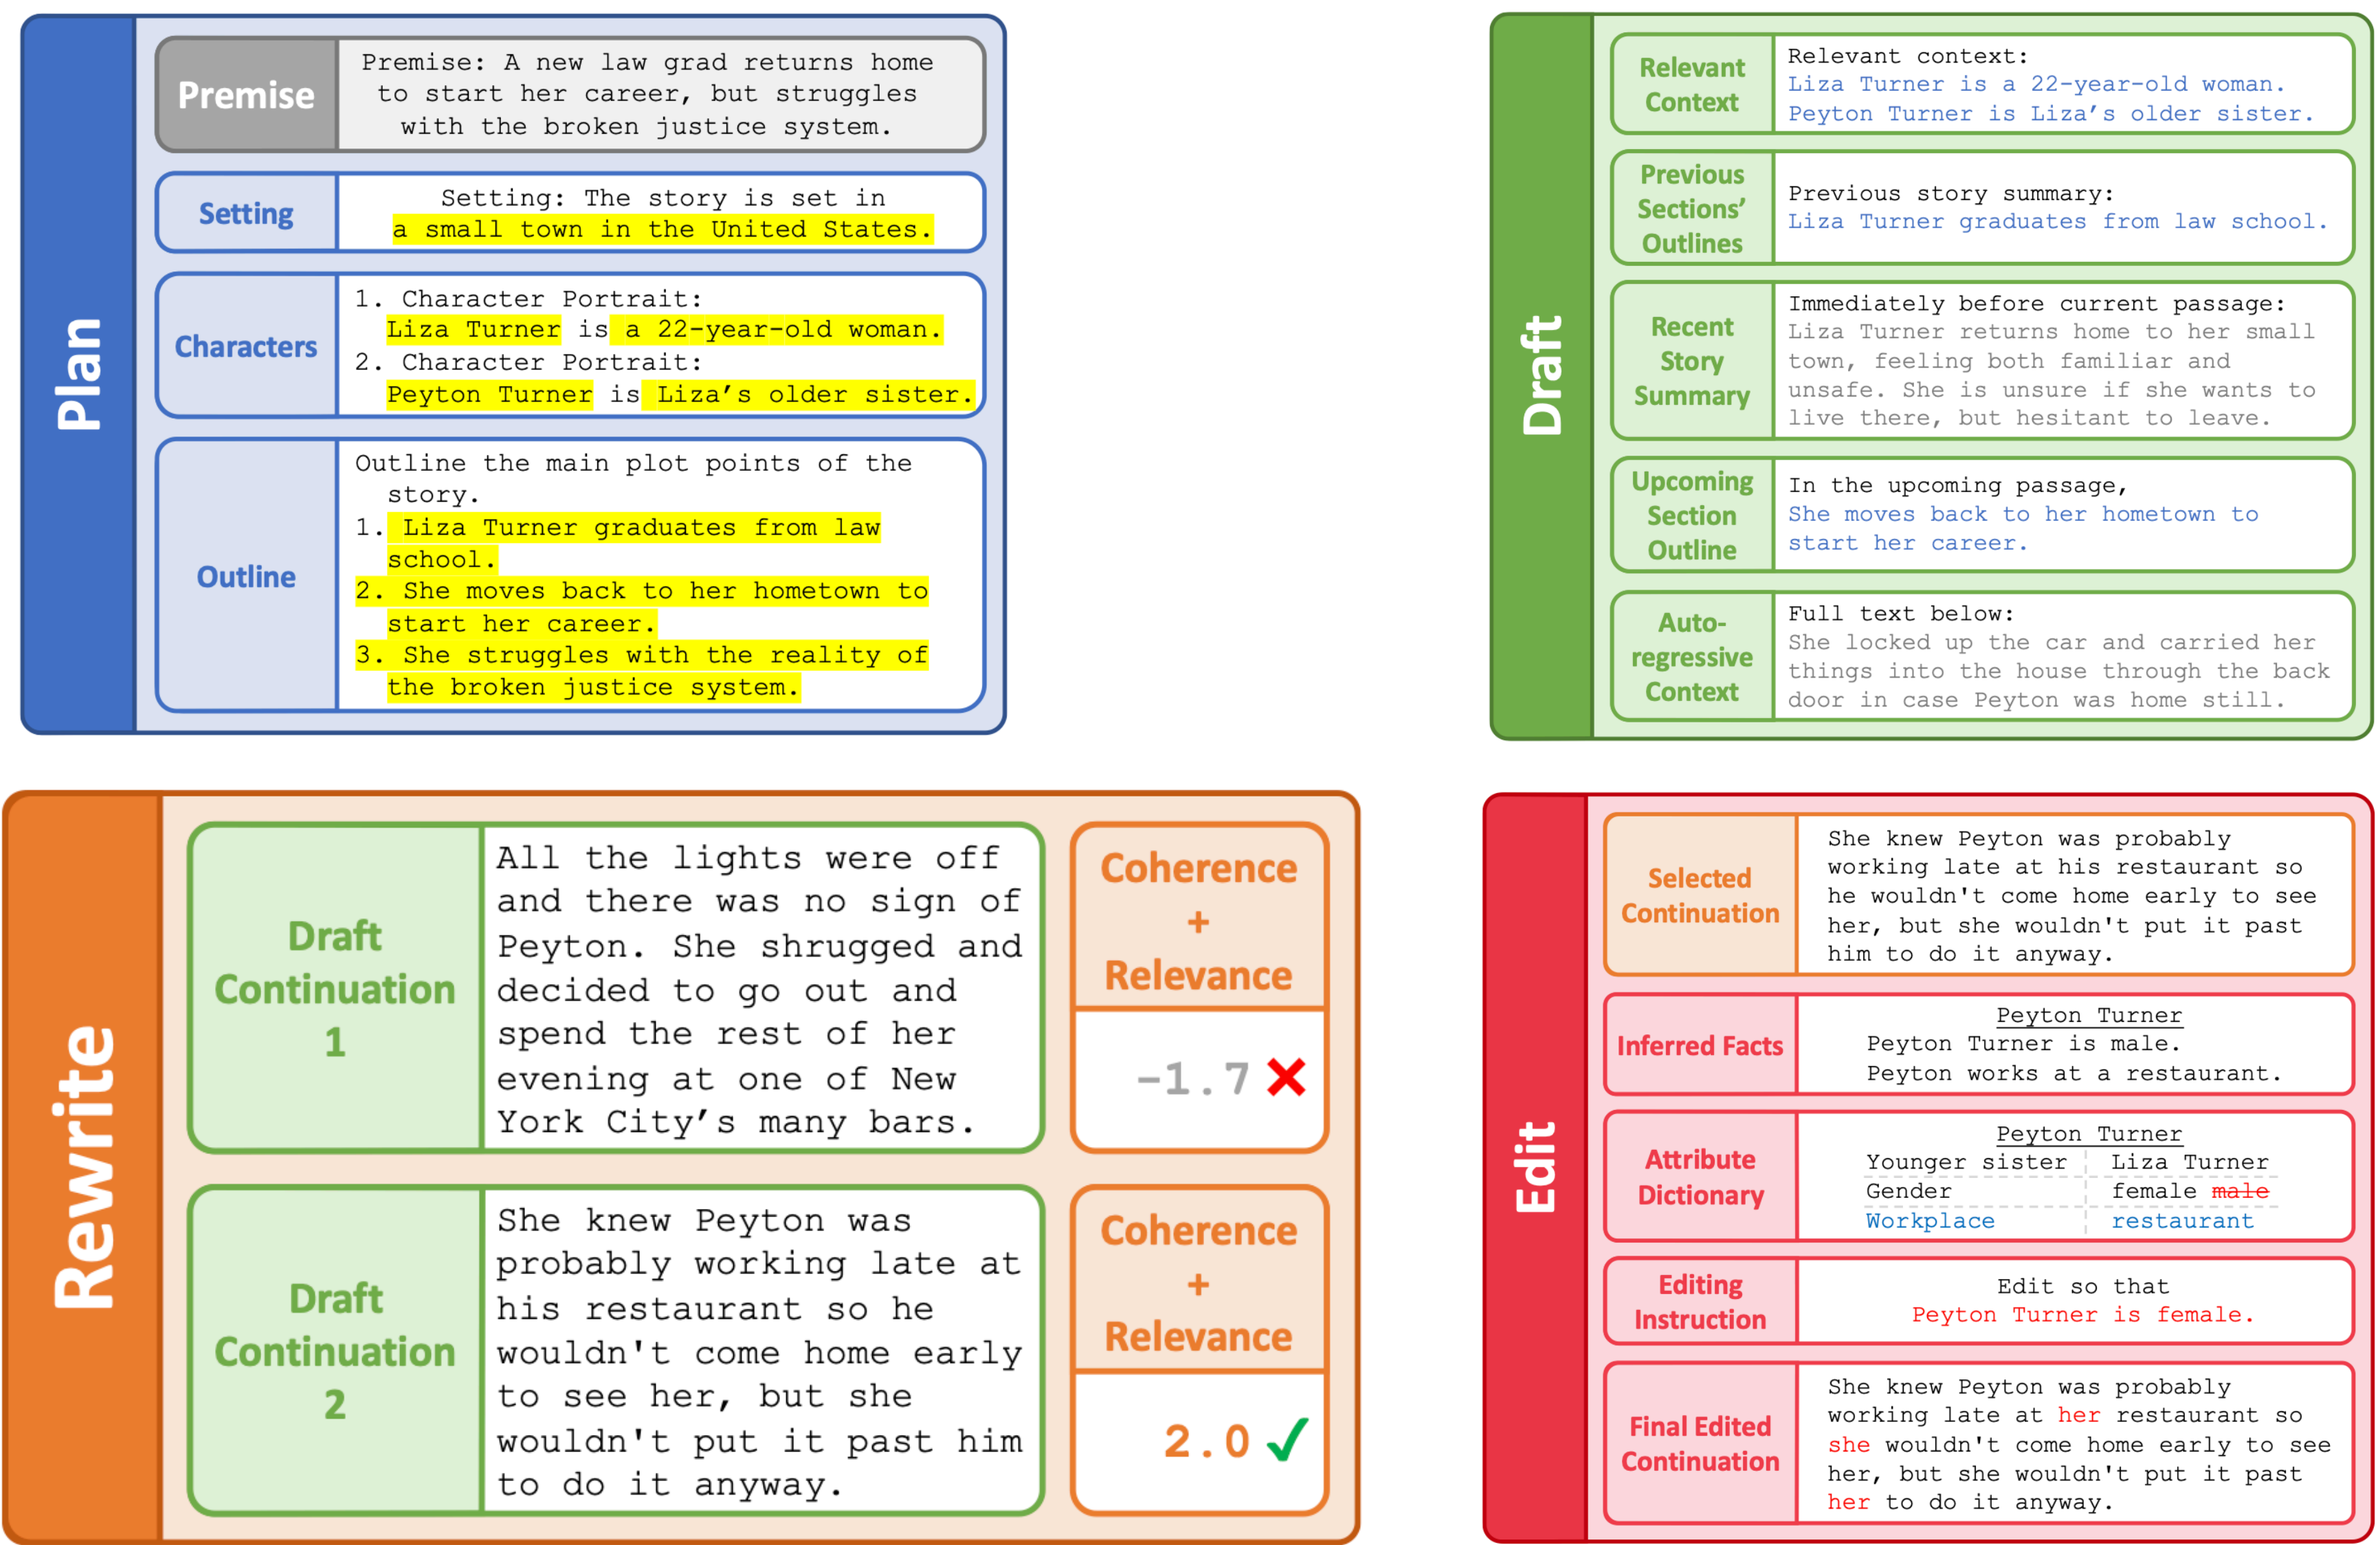 Plan
Premise
Premise: A new law grad returns home
to start her career, but struggles
with the broken justice system.
Setting
Setting: The story is set in
a small town in the United States.
Characters
1. Character Portrait:
Liza Turner is a 22-year-old woman.
2. Character Portrait:
Peyton Turner is Liza's older sister.
Outline
Outline the main plot points of the
story.
1. Liza Turner graduates from law
school.
2. She moves back to her hometown to
start her career.
3. She struggles with the reality of
the broken justice system.
Draft
Relevant
Context
Relevant context:
Liza Turner is a 22-year-old woman.
Peyton Turner is Liza's older sister.
Previous
Sections'
Outlines
Previous story summary:
Liza Turner graduates from law school.
Recent
Story
Summary
Immediately before current passage:
Liza Turner returns home to her small
town, feeling both familiar and
unsafe. She is unsure if she wants to
live there, but hesitant to leave.
Upcoming
Section
Outline
In the upcoming passage,
She moves back to her hometown to
start her career.
Auto-
regressive
Context
Full text below:
She locked up the car and carried her
things into the house through the back
door in case Peyton was home still.
Rewrite
Draft
Continuation
1
All the lights were off
and there was no sign of
Peyton. She shrugged and
decided to go out and
spend the rest of her
evening at one of New
York City's many bars.
Coherence
+
Relevance
-1.7
Draft
Continuation
2
She knew Peyton was
probably working late at
his restaurant so he
wouldn't come home early
to see her, but she
wouldn't put it past him
to do it anyway.
Coherence
+
Relevance
2.0
Edit
Selected
Continuation
She knew Peyton was probably
working late at his restaurant so
he wouldn't come home early to see
her, but she wouldn't put it past
him to do it anyway.
Inferred Facts
Peyton Turner
Peyton Turner is male.
Peyton works at a restaurant.
Attribute
Dictionary
Peyton Turner
Younger sister Liza Turner
Gender female male
Workplace restaurant
Editing
Instruction
Edit so that
Peyton Turner is female.
Final Edited
Continuation
She knew Peyton was probably
working late at her restaurant so
she wouldn't come home early to see
her, but she wouldn't put it past
her to do it anyway.